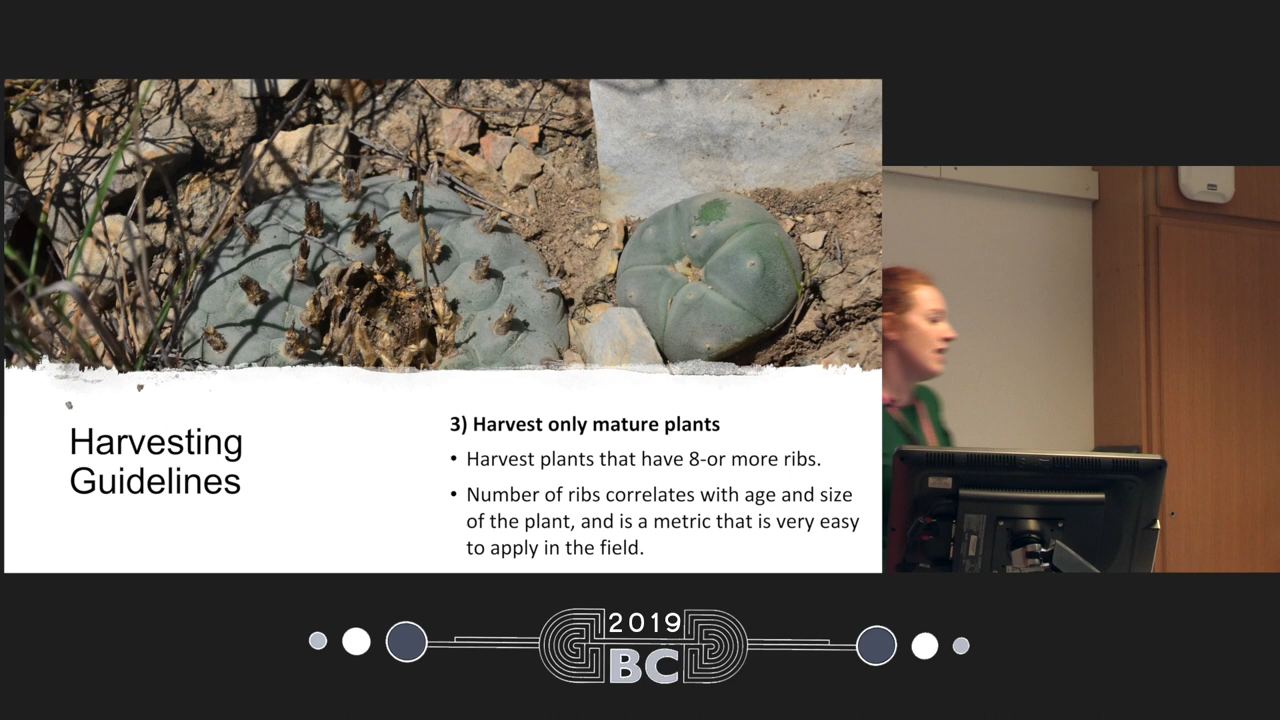 Harvesting
Guidelines
3) Harvest only mature plants
• Harvest plants that have 8-or more ribs.
• Number of ribs correlates with age and size
of the plant, and is a metric that is very easy
to apply in the field.
2019
BC